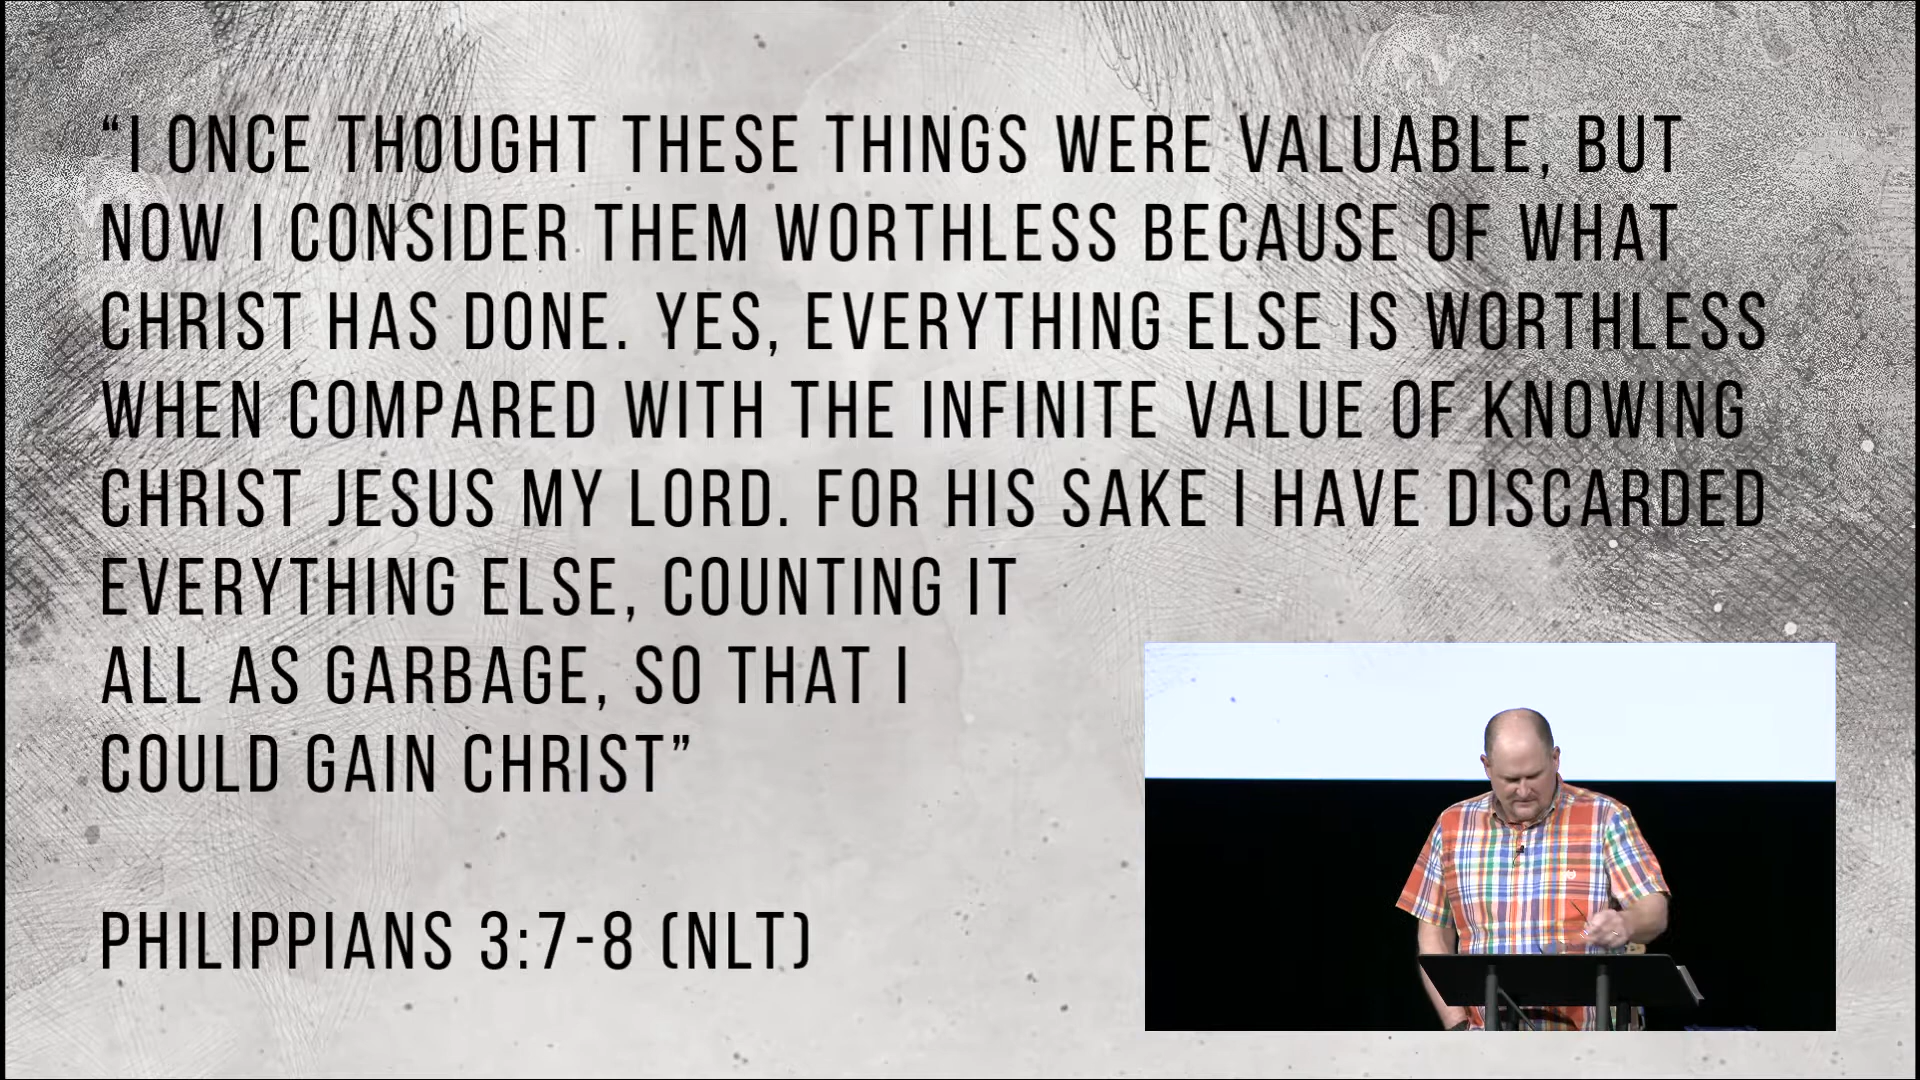 “I ONCE THOUGHT THESE THINGS WERE VALUABLE, BUT
NOW I CONSIDER THEM WORTHLESS BECAUSE OF WHAT
CHRIST HAS DONE. YES, EVERYTHING ELSE IS WORTHLESS
WHEN COMPARED WITH THE INFINITE VALUE OF KNOWING
CHRIST JESUS MY LORD. FOR HIS SAKE I HAVE DISCARDED
EVERYTHING ELSE, COUNTING IT
ALL AS GARBAGE, SO THAT I
COULD GAIN CHRIST”
PHILIPPIANS 3:7-8 (NLT)